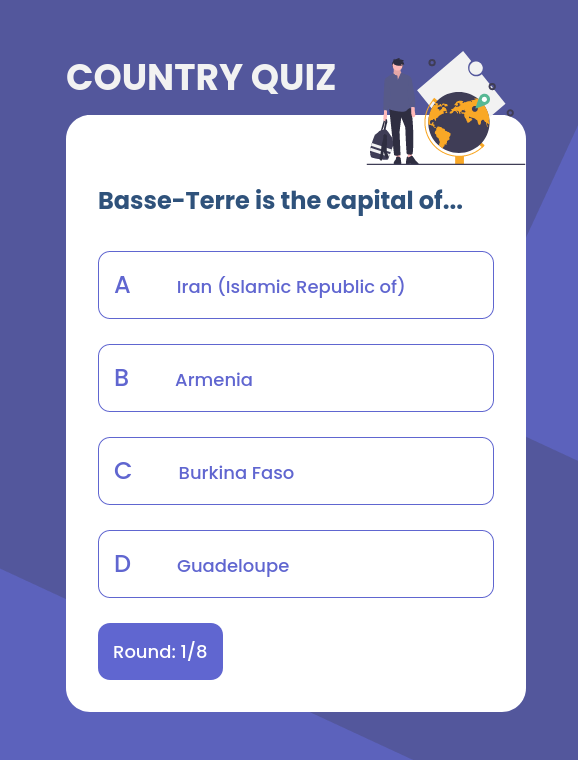 COUNTRY QUIZ
Basse-Terre is the capital of...
A Iran (Islamic Republic of)
B Armenia
C Burkina Faso
D Guadeloupe
Round: 1/8